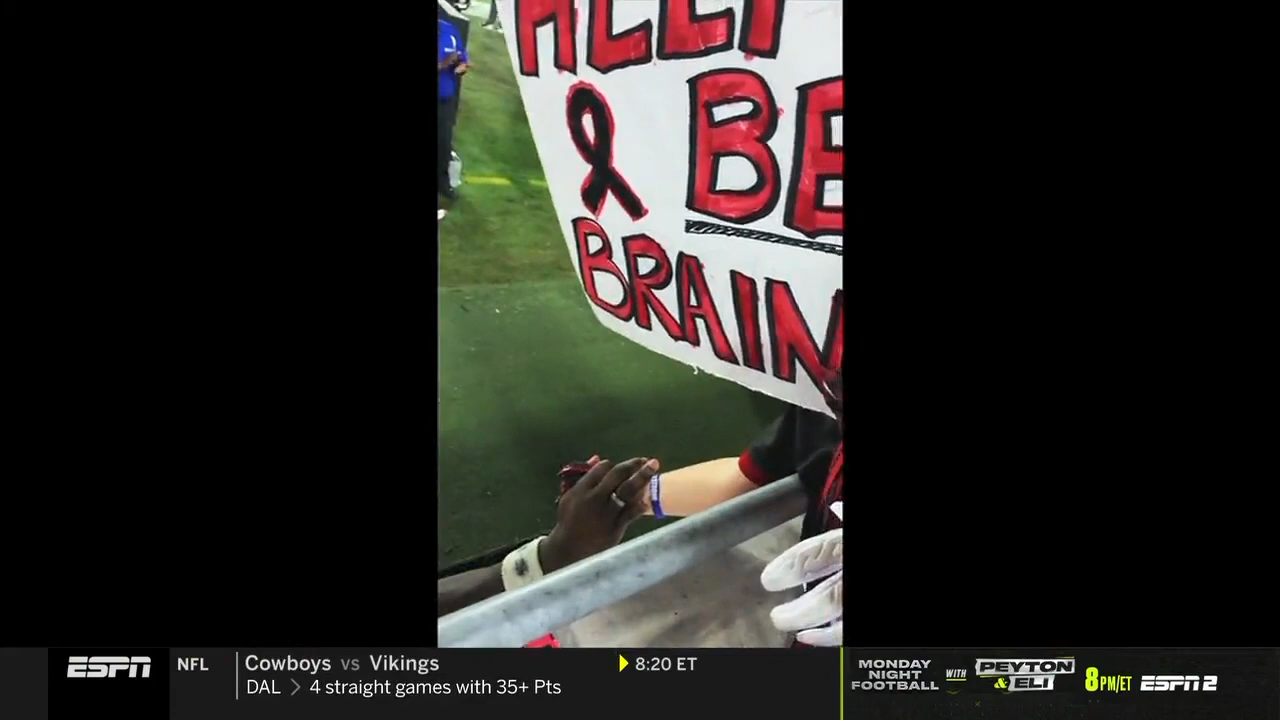 BE
BRAIN
ESPN
NFL
Cowboys vs Vikings
8:20 ET
DAL > 4 straight games with 35+ Pts
MONDAY
NIGHT
FOOTBALL
WITH
PEYTON
& ELI
8PM/ET
ESPN2